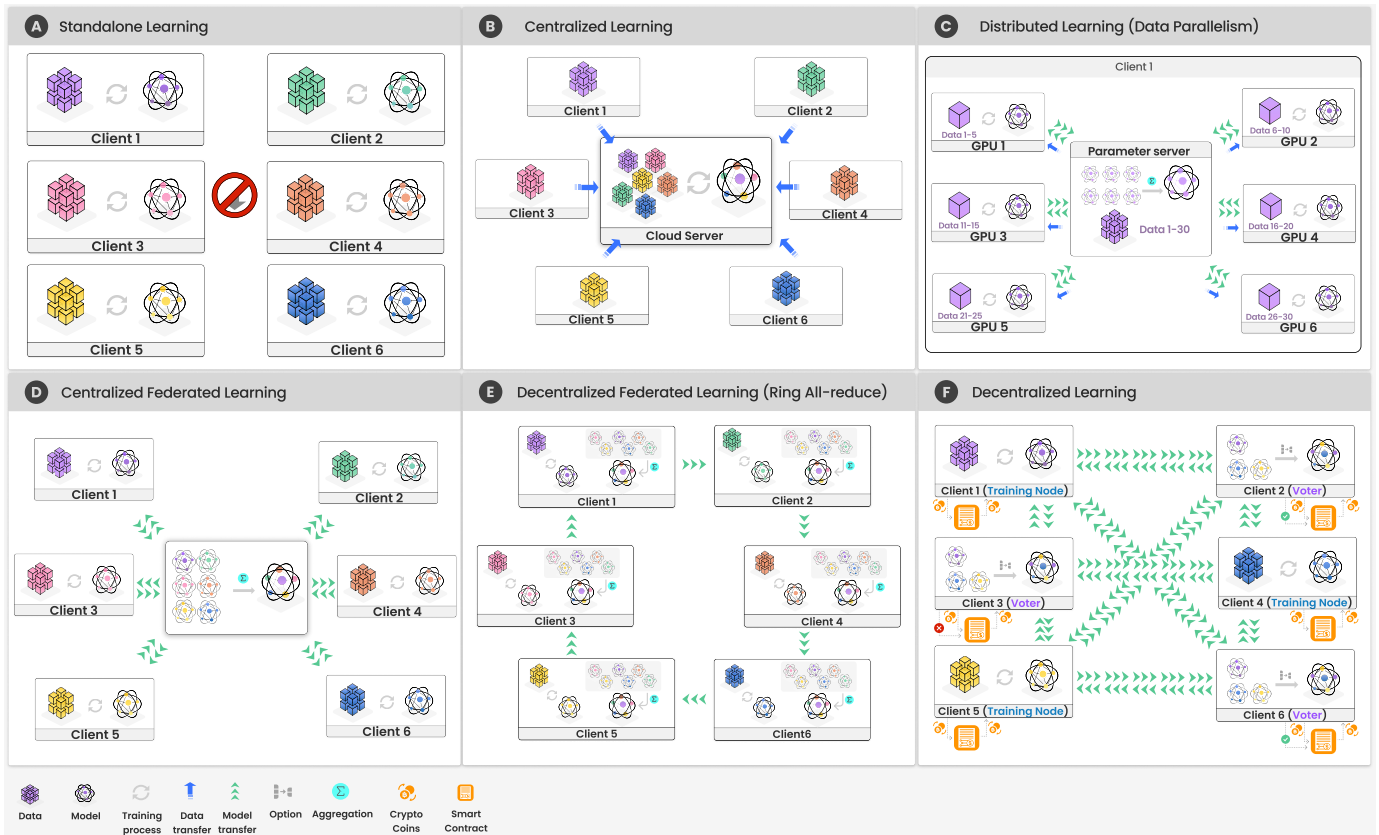 A Standalone Learning
Client 1
Client 2
Client 3
Client 4
Client 5
Client 6
B Centralized Learning
Client 1
Client 2
Client 3
Client 4
Cloud Server
Client 5
Client 6
C Distributed Learning (Data Parallelism)
Client 1
Data 1-5
GPU 1
Data 6-10
GPU 2
Parameter server
Σ
Data 1-30
Data 11-15
GPU 3
Data 16-20
GPU 4
Data 21-25
GPU 5
Data 26-30
GPU 6
D Centralized Federated Learning
Client 1
Client 2
Σ
Client 3
Client 4
Client 5
Client 6
E Decentralized Federated Learning (Ring All-reduce)
Σ
Client 1
Σ
Client 2
Σ
Client 3
Σ
Client 4
Σ
Client 5
Σ
Client6
F Decentralized Learning
Client 1 (Training Node)
Client 2 (Voter)
Client 3 (Voter)
Client 4 (Training Node)
Client 5 (Training Node)
Client 6 (Voter)
Data
Model
Training
process
Data
transfer
Model
transfer
Option
Σ
Aggregation
Crypto
Coins
Smart
Contract